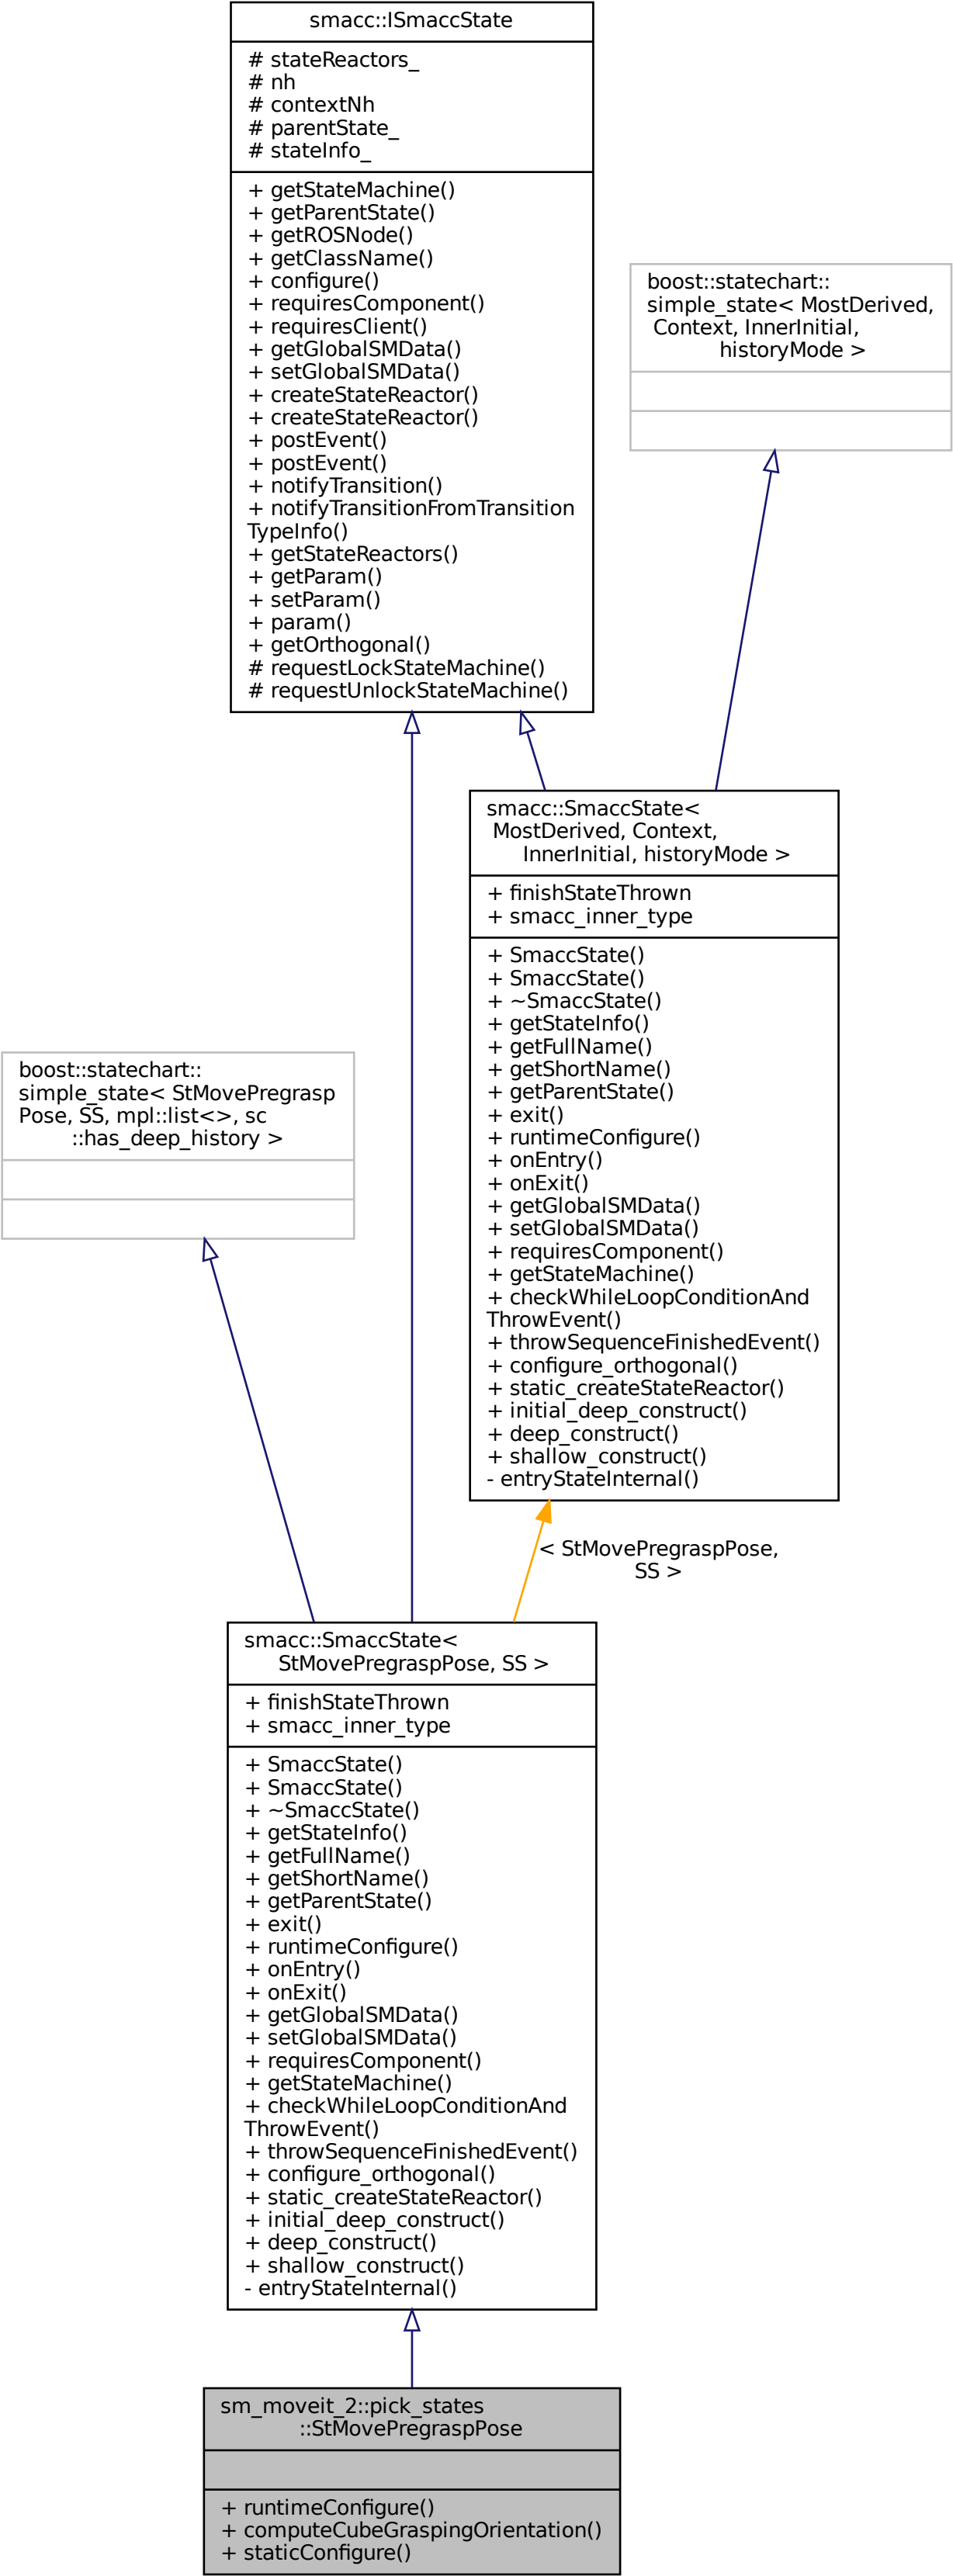 smacc::ISmaccState
# stateReactors_
# nh
# contextNh
# parentState_
# stateInfo_
+ getStateMachine()
+ getParentState()
+ getROSNode()
+ getClassName()
+ configure()
+ requiresComponent()
+ requiresClient()
+ getGlobalSMData()
+ setGlobalSMData()
+ createStateReactor()
+ createStateReactor()
+ postEvent()
+ postEvent()
+ notifyTransition()
+ notifyTransitionFromTransition
TypeInfo()
+ getStateReactors()
+ getParam()
+ setParam()
+ param()
+ getOrthogonal()
# requestLockStateMachine()
# requestUnlockStateMachine()
boost::statechart::
simple_state< MostDerived,
Context, InnerInitial,
historyMode >
smacc::SmaccState<
MostDerived, Context,
InnerInitial, historyMode >
+ finishStateThrown
+ smacc_inner_type
+ SmaccState()
+ SmaccState()
+ ~SmaccState()
+ getStateInfo()
+ getFullName()
+ getShortName()
+ getParentState()
+ exit()
+ runtimeConfigure()
+ onEntry()
+ onExit()
+ getGlobalSMData()
+ setGlobalSMData()
+ requiresComponent()
+ getStateMachine()
+ checkWhileLoopConditionAnd
ThrowEvent()
+ throwSequenceFinishedEvent()
+ configure_orthogonal()
+ static_createStateReactor()
+ initial_deep_construct()
+ deep_construct()
+ shallow_construct()
- entryStateInternal()
boost::statechart::
simple_state< StMovePregrasp
Pose, SS, mpl::list<>, sc
::has_deep_history >
< StMovePregraspPose,
SS >
smacc::SmaccState<
StMovePregraspPose, SS >
+ finishStateThrown
+ smacc_inner_type
+ SmaccState()
+ SmaccState()
+ ~SmaccState()
+ getStateInfo()
+ getFullName()
+ getShortName()
+ getParentState()
+ exit()
+ runtimeConfigure()
+ onEntry()
+ onExit()
+ getGlobalSMData()
+ setGlobalSMData()
+ requiresComponent()
+ getStateMachine()
+ checkWhileLoopConditionAnd
ThrowEvent()
+ throwSequenceFinishedEvent()
+ configure_orthogonal()
+ static_createStateReactor()
+ initial_deep_construct()
+ deep_construct()
+ shallow_construct()
- entryStateInternal()
sm_moveit_2::pick_states
::StMovePregraspPose
+ runtimeConfigure()
+ computeCubeGraspingOrientation()
+ staticConfigure()